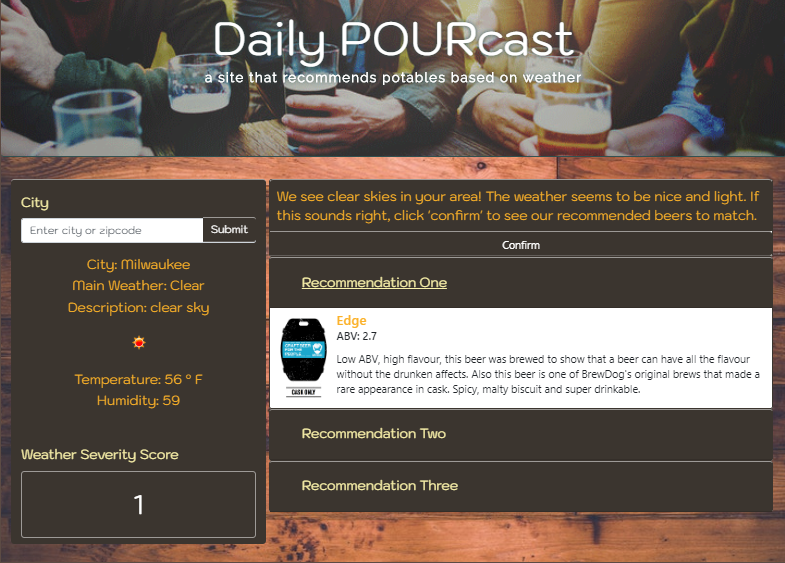 Daily POURcast
a site that recommends potables based on weather
City
Enter city or zipcode
Submit
City: Milwaukee
Main Weather: Clear
Description: clear sky
Temperature: 56 º F
Humidity: 59
Weather Severity Score
1
We see clear skies in your area! The weather seems to be nice and light. If
this sounds right, click 'confirm' to see our recommended beers to match.
Confirm
Recommendation One
CRAFT BEER
FOR THE
PEOPLE
CASK ONLY
Edge
ABV: 2.7
Low ABV, high flavour, this beer was brewed to show that a beer can have all the flavour
without the drunken affects. Also this beer is one of BrewDog's original brews that made a
rare appearance in cask. Spicy, malty biscuit and super drinkable.
Recommendation Two
Recommendation Three